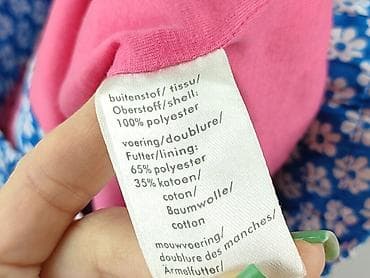 buitenstof/ tissu/
Oberstoff/shell:
100% polyester
voering/doublure/
Futter/lining:
65% polyester
35% katoen/
coton/
Baumwolle/
cotton
mouwvoering/
doublure des manches/
Ärmelfutter/